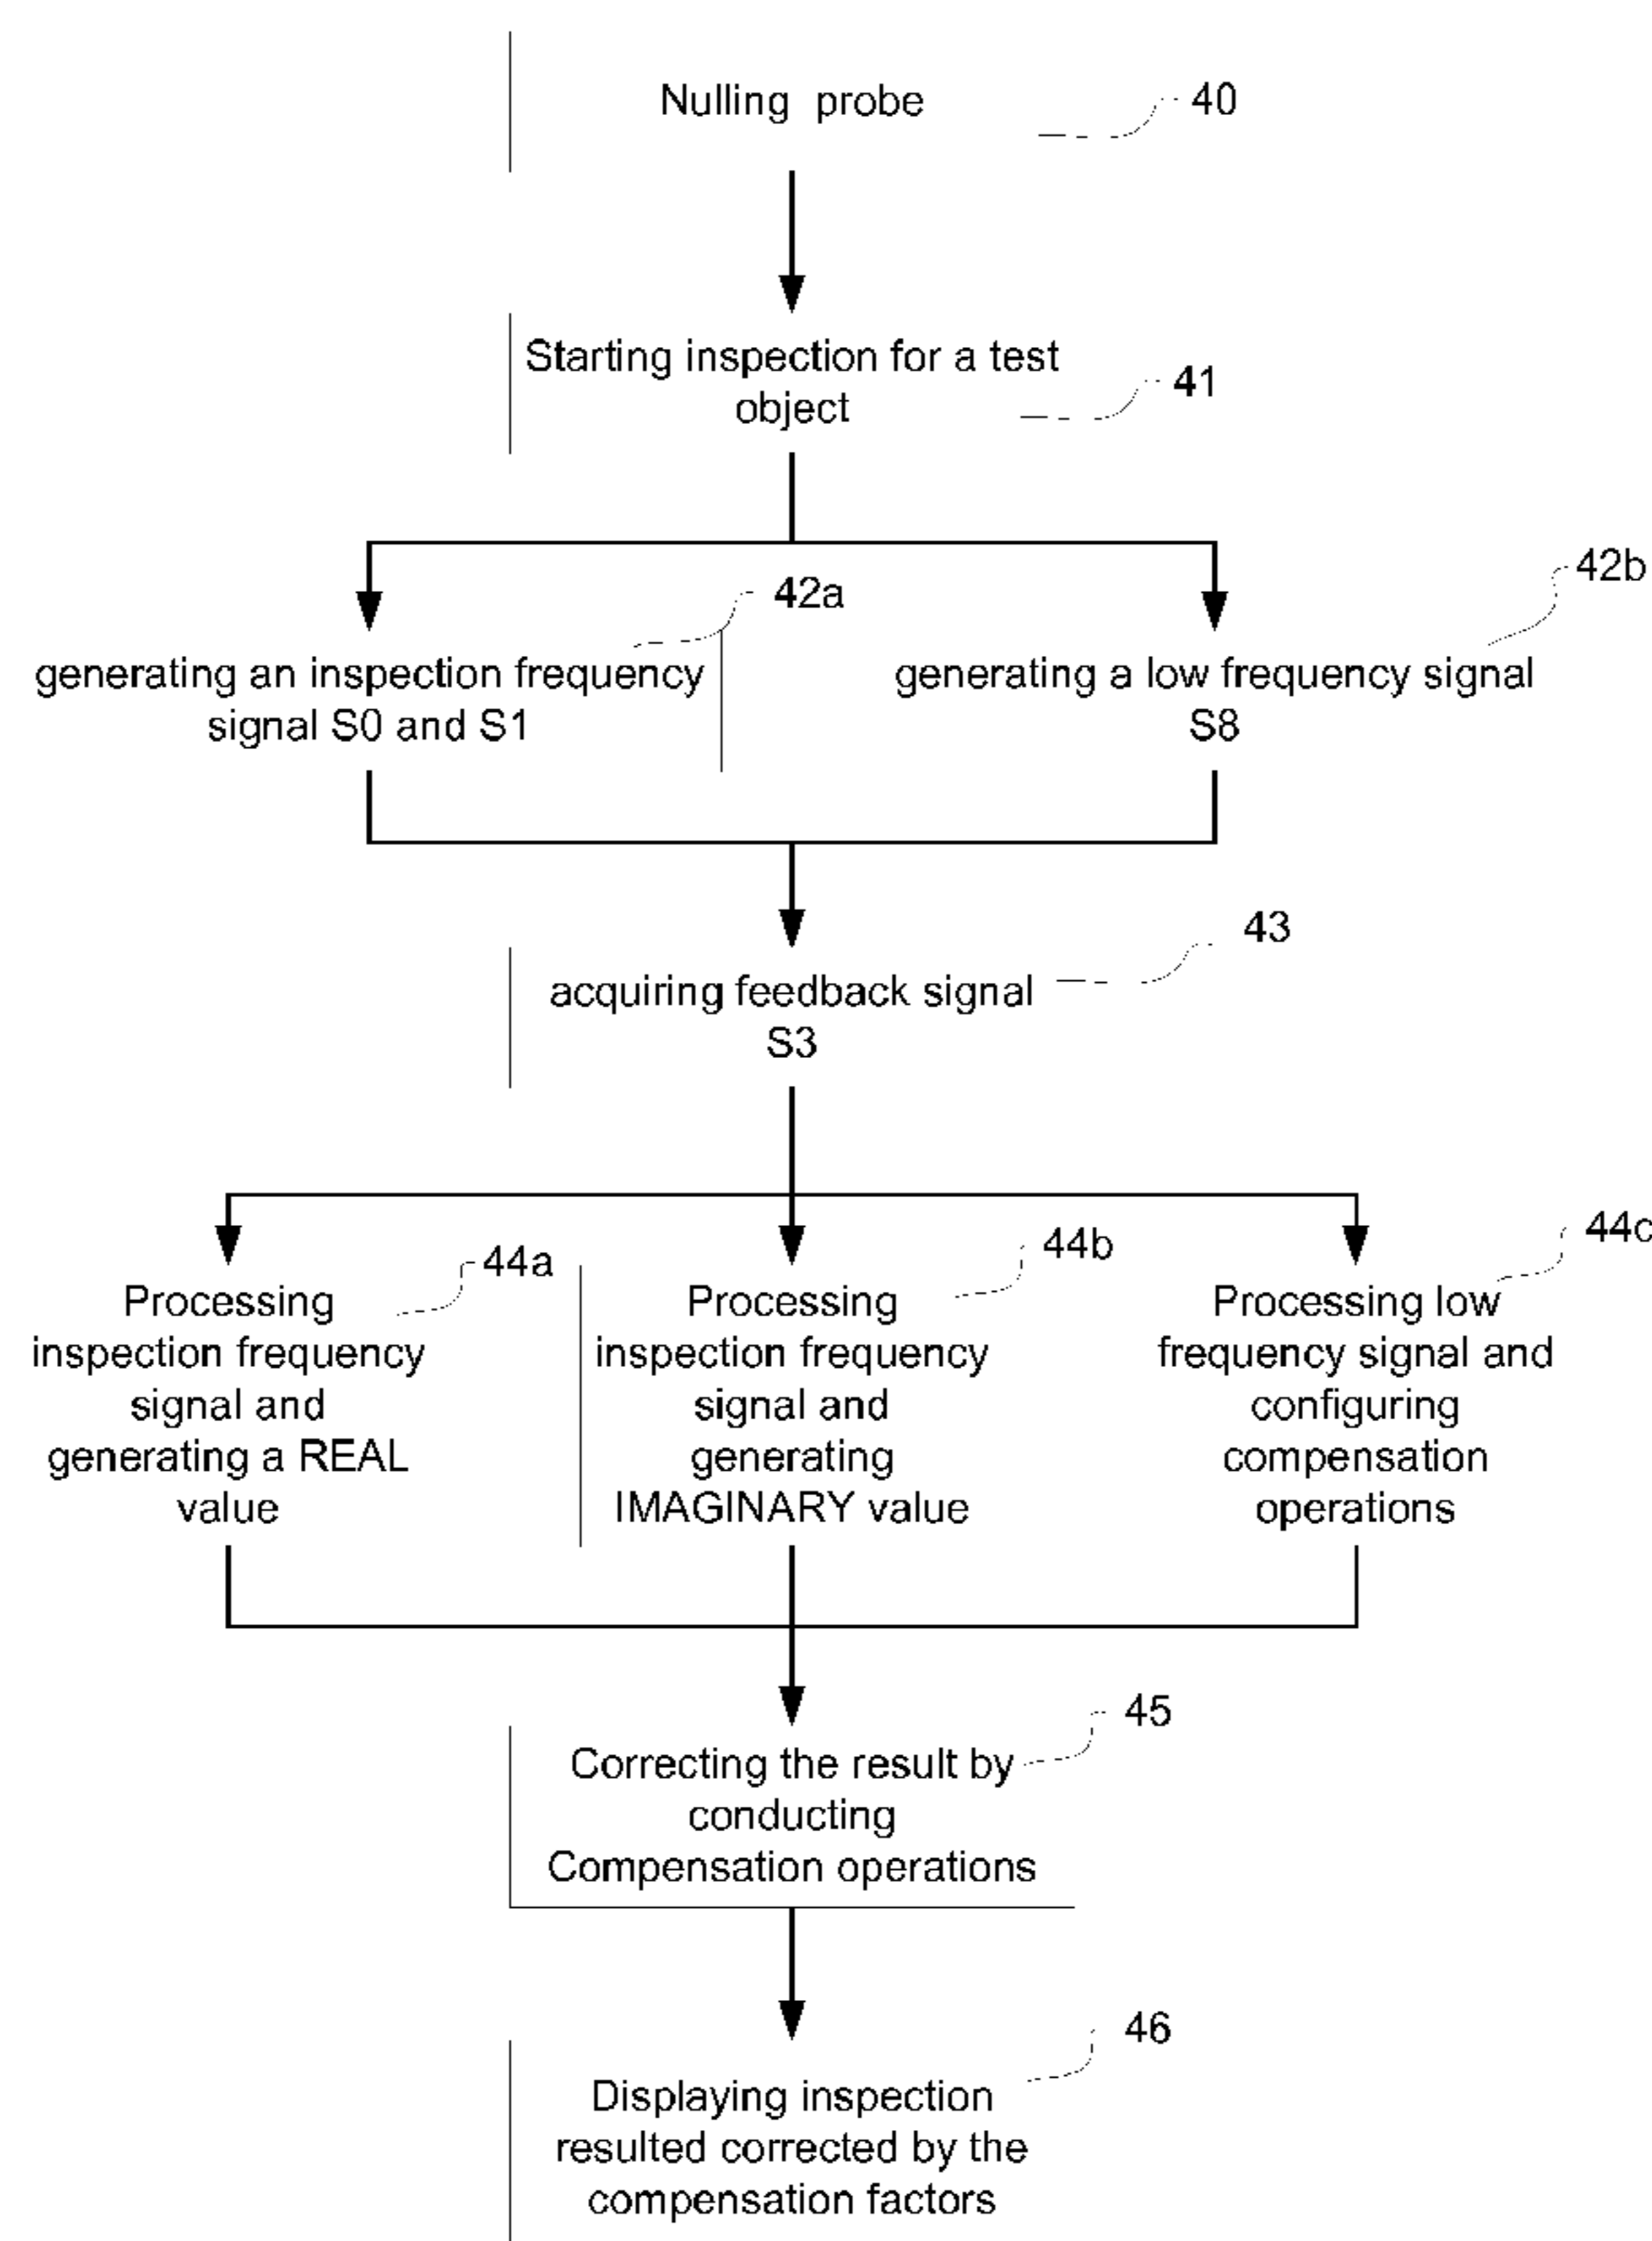 Nulling probe
40
Starting inspection for a test
object
41
42a
42b
generating an inspection frequency
signal S0 and S1
generating a low frequency signal
S8
43
acquiring feedback signal
S3
44a
44b
44c
Processing
inspection frequency
signal and
generating a REAL
value
Processing
inspection frequency
signal and
generating
IMAGINARY value
Processing low
frequency signal and
configuring
compensation
operations
45
Correcting the result by
conducting
Compensation operations
46
Displaying inspection
resulted corrected by the
compensation factors